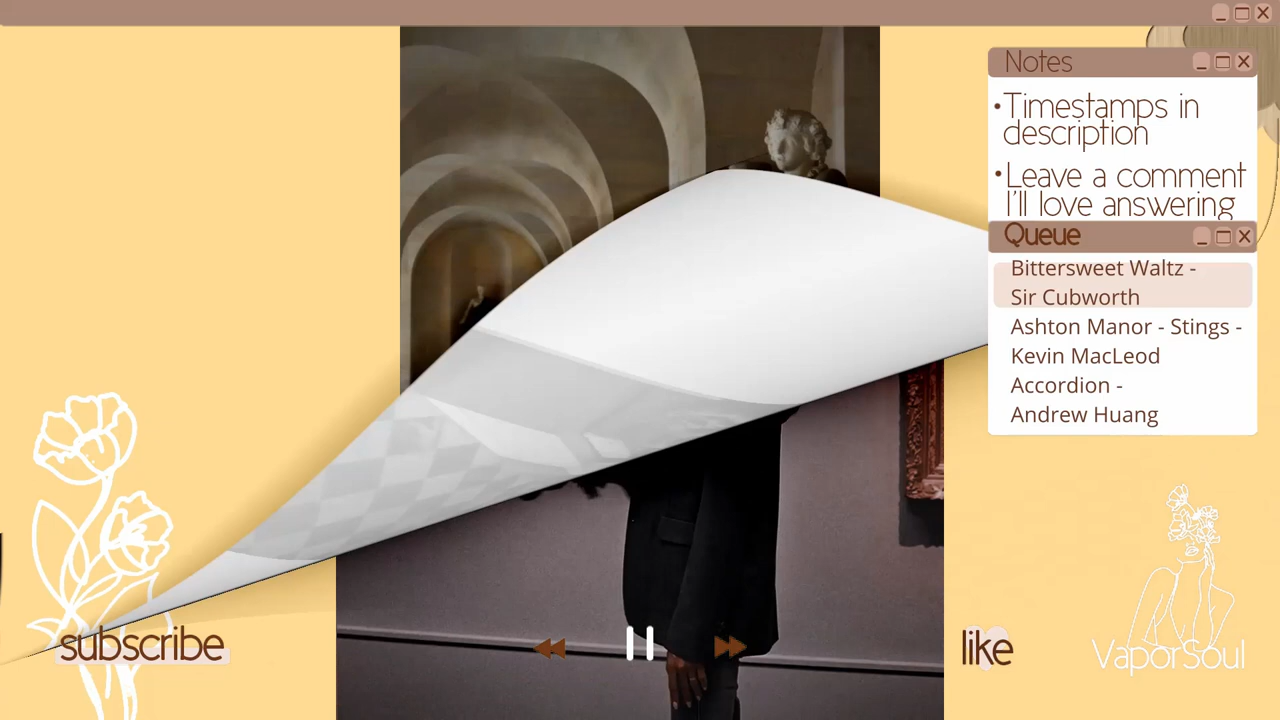 Notes
•Timestamps in
description
•Leave a comment
I'll love answering
Queue
Bittersweet Waltz -
Sir Cubworth
Ashton Manor - Stings -
Kevin MacLeod
Accordion -
Andrew Huang
subscribe
like
VaporSoul